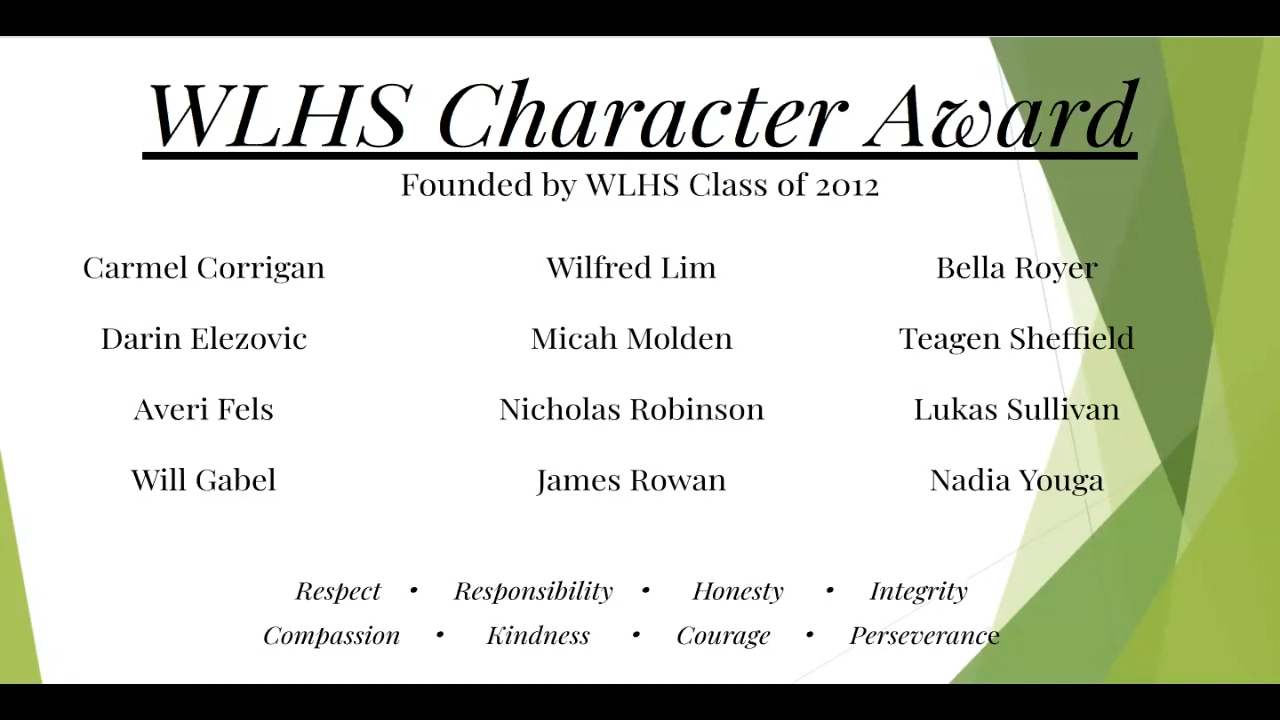 WLHS Character Award
Founded by WLHS Class of 2012
Carmel Corrigan Wilfred Lim Bella Royer
Darin Elezovic Micah Molden Teagen Sheffield
Averi Fels Nicholas Robinson Lukas Sullivan
Will Gabel James Rowan Nadia Youga
Respect • Responsibility • Honesty • Integrity
Compassion • Kindness • Courage • Perseverance